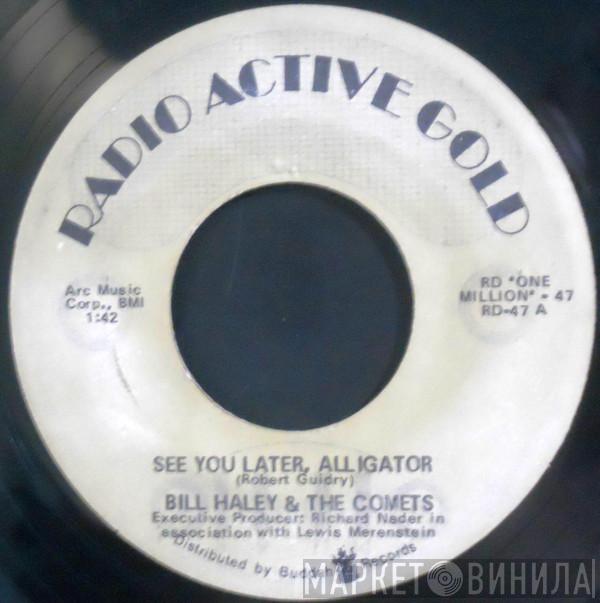 RADIO ACTIVE GOLD
Arc Music
Corp., BMI
1:42
RD "ONE
MILLION" - 47
RD-47 A
SEE YOU LATER, ALLIGATOR
(Robert Guidry)
BILL HALEY & THE COMETS
Executive Producer: Richard Nader in
association with Lewis Merenstein
Distributed by Buddah Records
МАРКЕТ ВИНИЛА